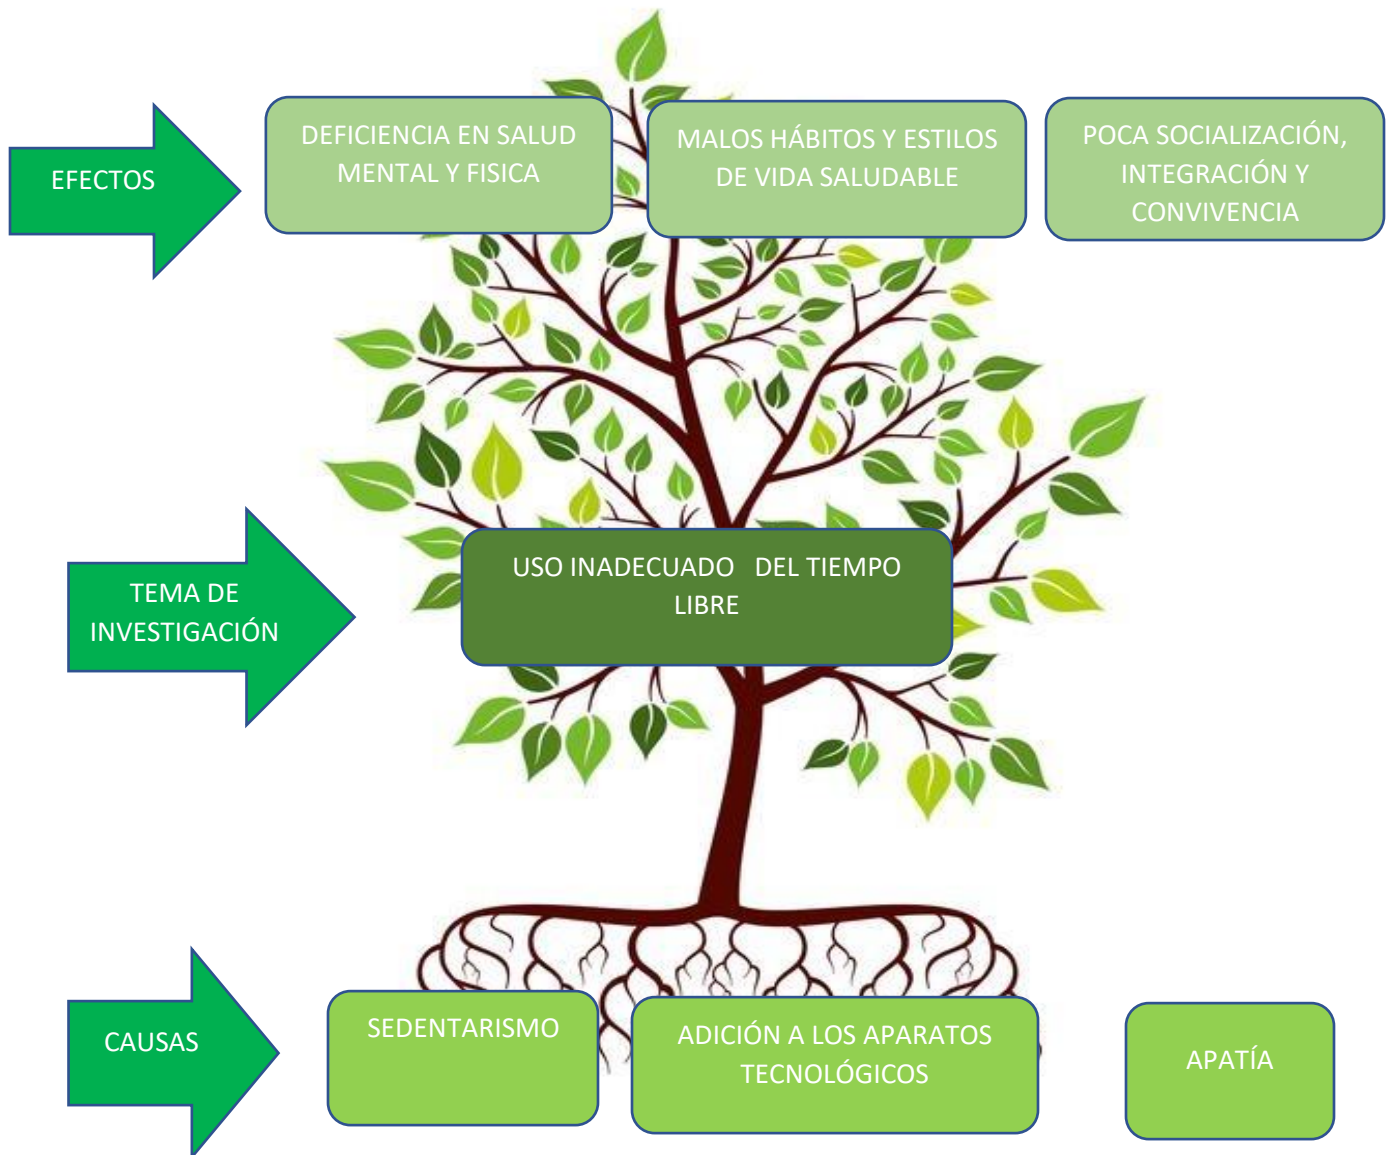 EFECTOS
DEFICIENCIA EN SALUD
MENTAL Y FISICA
MALOS HÁBITOS Y ESTILOS
DE VIDA SALUDABLE
POCA SOCIALIZACIÓN,
INTEGRACIÓN Y
CONVIVENCIA
TEMA DE
INVESTIGACIÓN
USO INADECUADO DEL TIEMPO
LIBRE
CAUSAS
SEDENTARISMO
ADICIÓN A LOS APARATOS
TECNOLÓGICOS
APATÍA